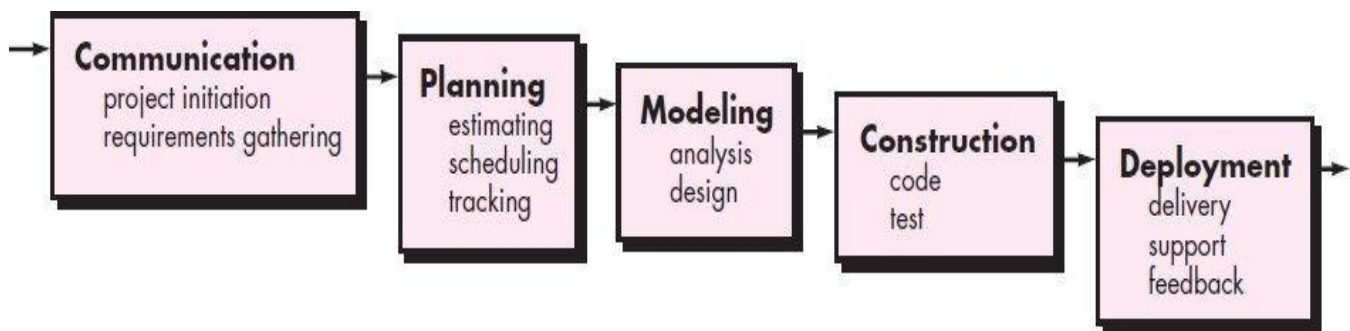 Communication
project initiation
requirements gathering
Planning
estimating
scheduling
tracking
Modeling
analysis
design
Construction
code
test
Deployment
delivery
support
feedback